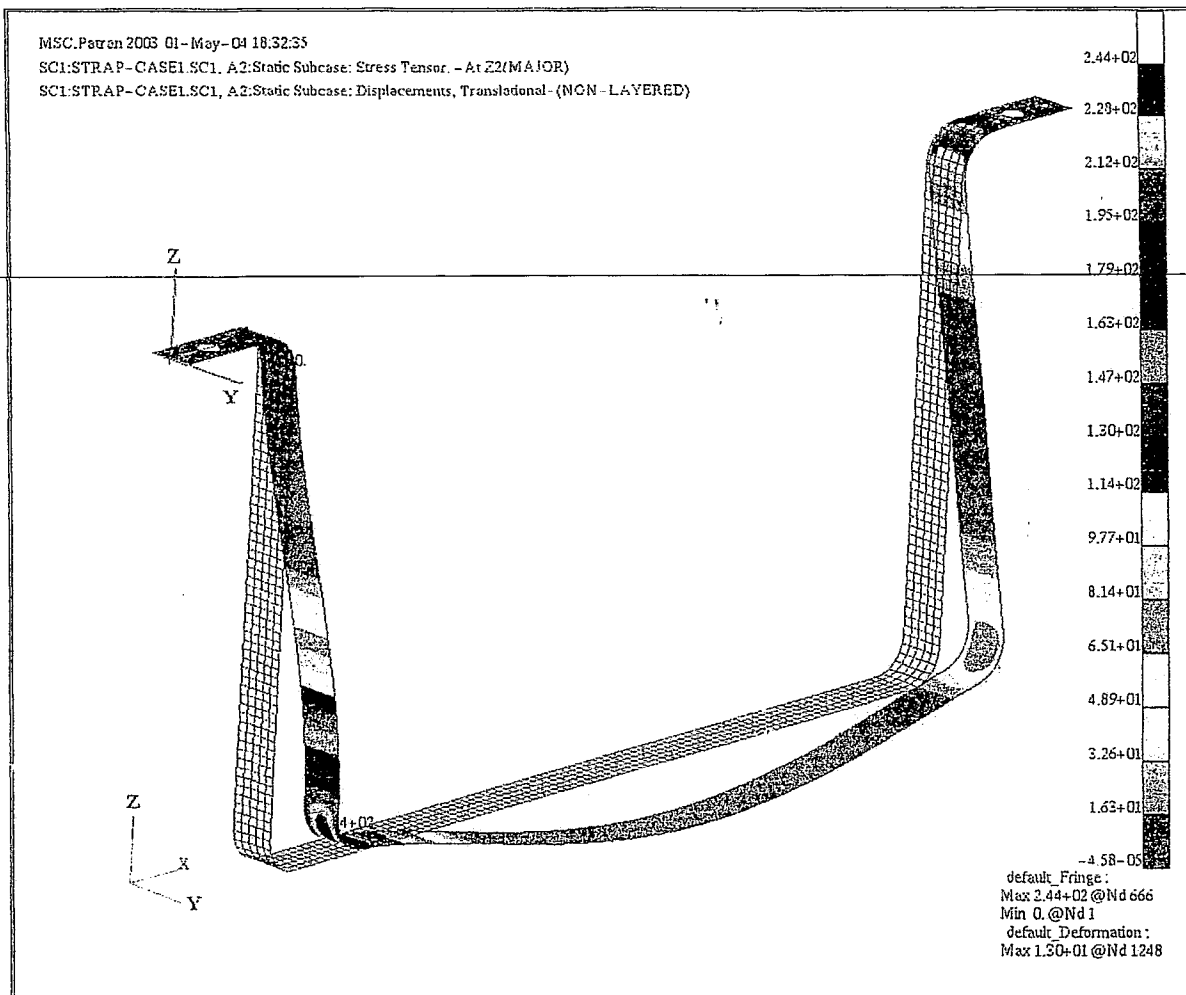 MSC.Patran 2003 01-May-04 18:32:35
SC1:STRAP-CASE1.SC1, A2:Static Subcase: Stress Tensor, -At Z2(MAJOR)
SC1:STRAP-CASE1.SC1, A2:Static Subcase: Displacements, Translational-(NON-LAYERED)
2.44+02
2.28+02
2.12+02
1.95+02
1.79+02
1.63+02
1.47+02
1.30+02
1.14+02
9.77+01
8.14+01
6.51+01
4.89+01
3.26+01
1.63+01
-4.58-05
Z
Y
0.
4+02
Z
X
Y
default_Fringe :
Max 2.44+02 @Nd 666
Min 0. @Nd 1
default_Deformation :
Max 1.30+01 @Nd 1248